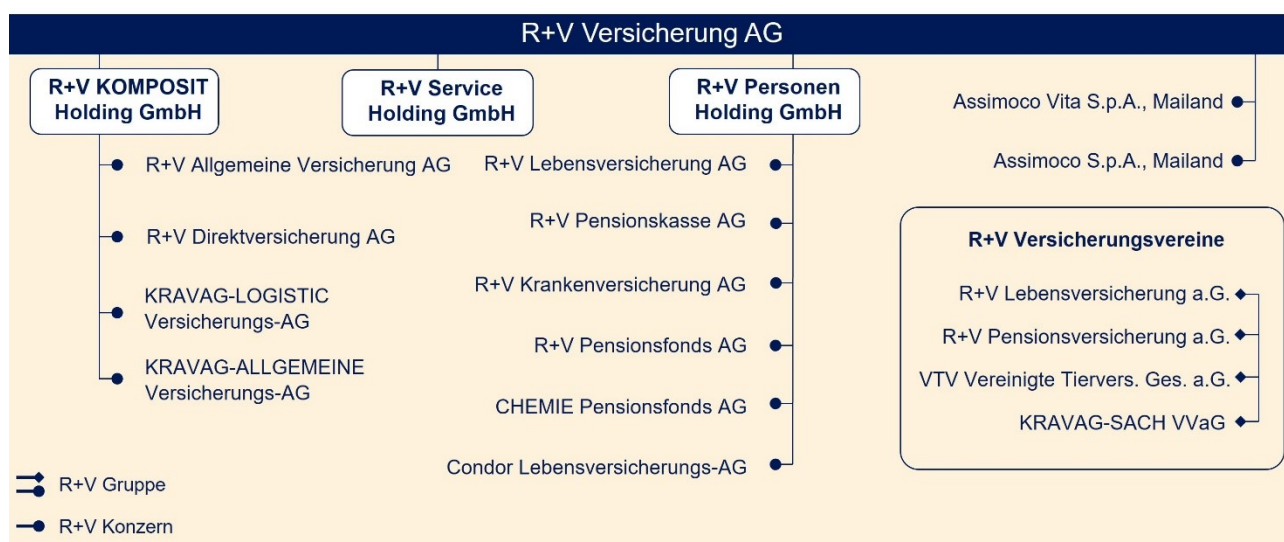 R+V Versicherung AG
R+V KOMPOSIT
Holding GmbH
R+V Allgemeine Versicherung AG
R+V Direktversicherung AG
KRAVAG-LOGISTIC
Versicherungs-AG
KRAVAG-ALLGEMEINE
Versicherungs-AG
R+V Service
Holding GmbH
R+V Personen
Holding GmbH
R+V Lebensversicherung AG
R+V Pensionskasse AG
R+V Krankenversicherung AG
R+V Pensionsfonds AG
CHEMIE Pensionsfonds AG
Condor Lebensversicherungs-AG
Assimoco Vita S.p.A., Mailand
Assimoco S.p.A., Mailand
R+V Versicherungsvereine
R+V Lebensversicherung a.G.
R+V Pensionsversicherung a.G.
VTV Vereinigte Tiervers. Ges. a.G.
KRAVAG-SACH VVaG
R+V Gruppe
R+V Konzern